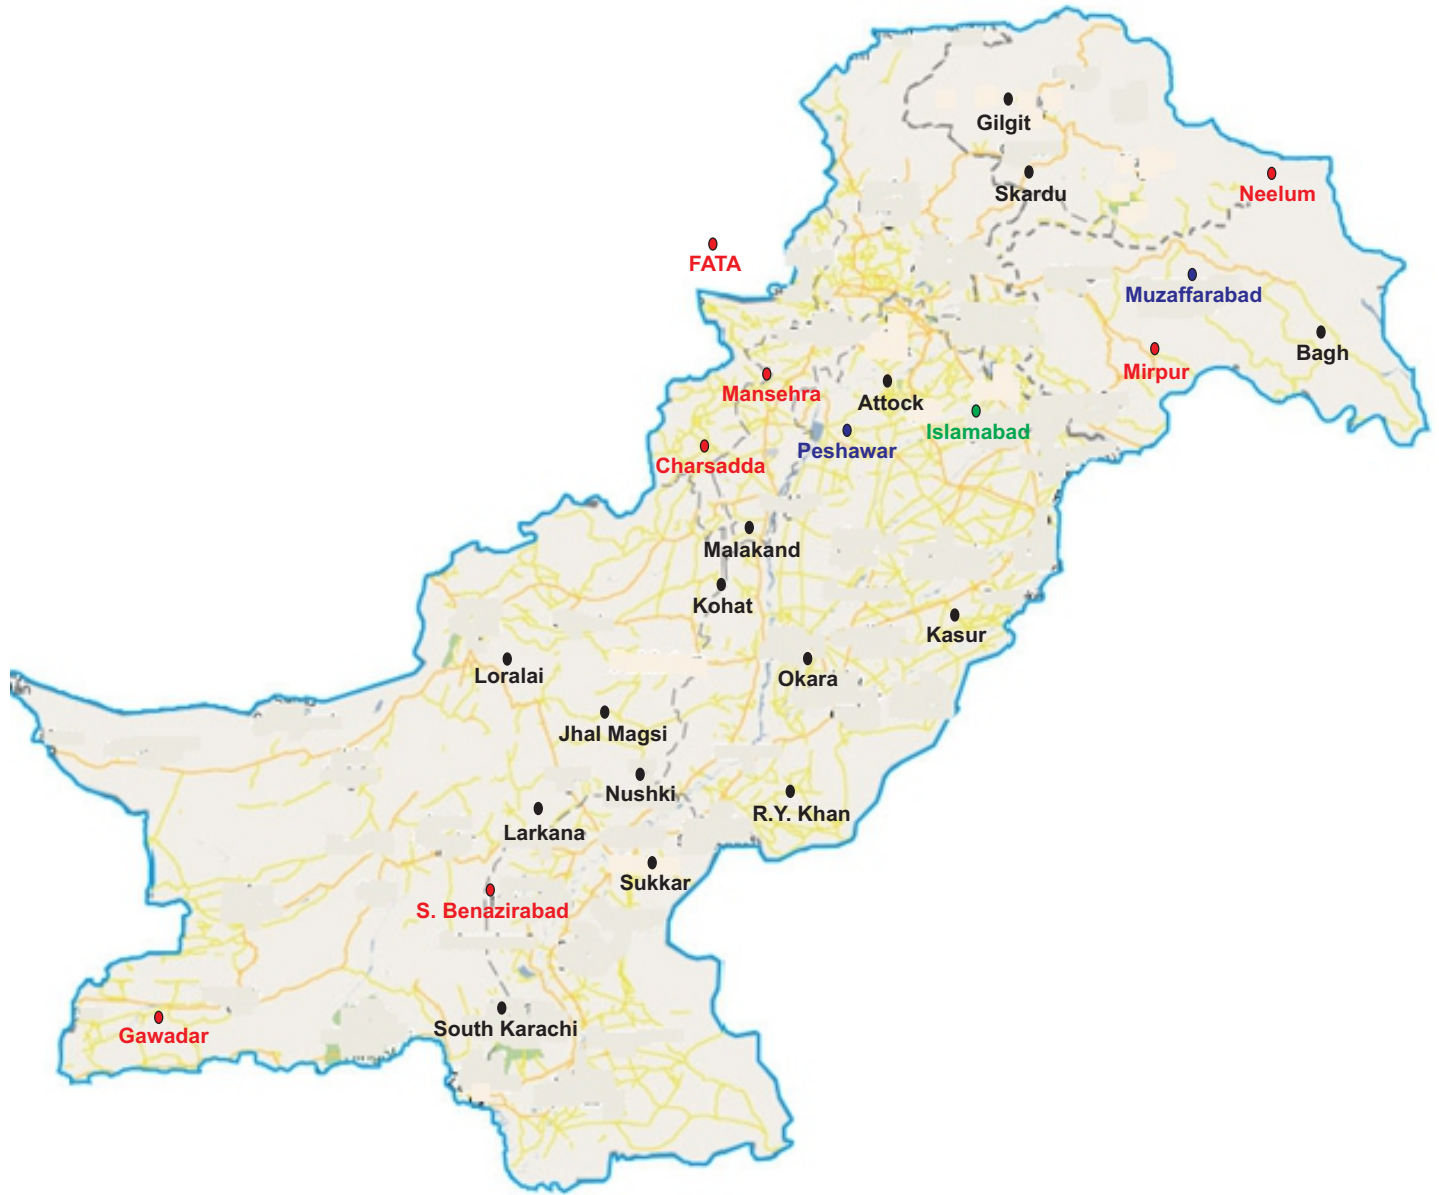 Gilgit
Skardu
Neelum
FATA
Muzaffarabad
Bagh
Mirpur
Mansehra
Attock
Islamabad
Peshawar
Charsadda
Malakand
Kohat
Kasur
Loralai
Okara
Jhal Magsi
Nushki
R.Y. Khan
Larkana
Sukkar
S. Benazirabad
South Karachi
Gawadar